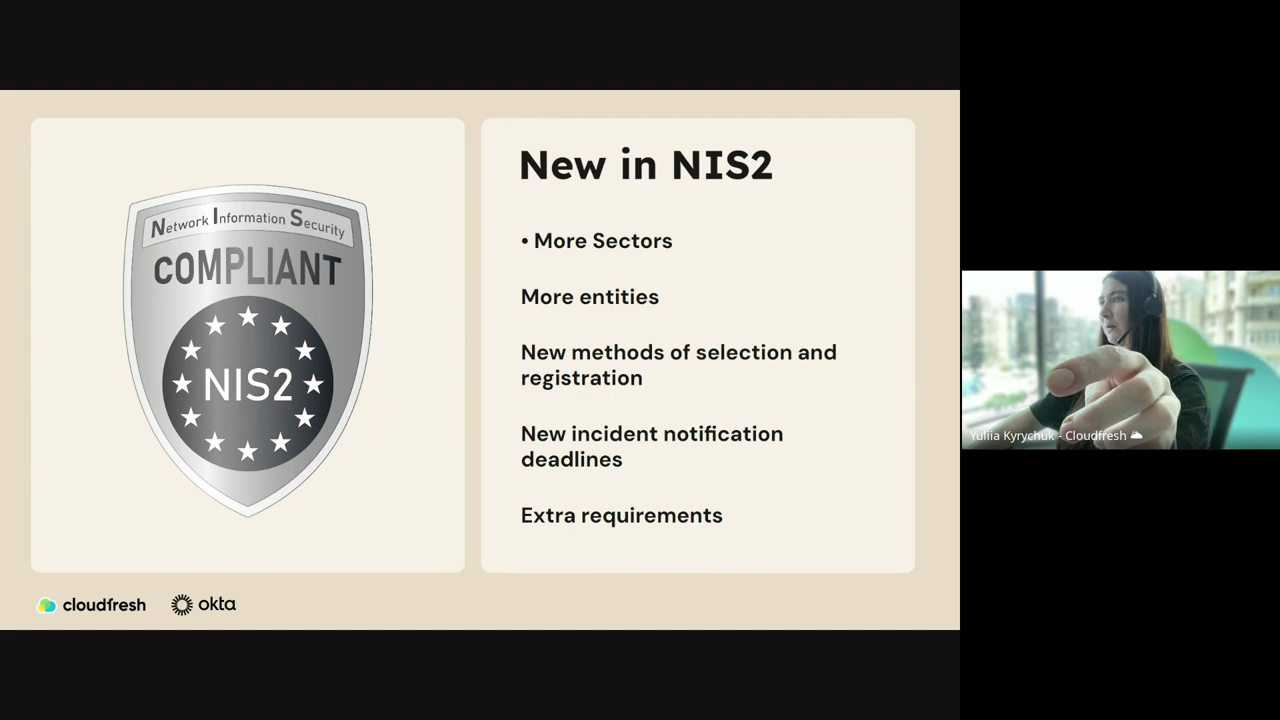 Network Information Security
COMPLIANT
NIS2
New in NIS2
• More Sectors
More entities
New methods of selection and
registration
New incident notification
deadlines
Extra requirements
cloudfresh
okta
Yuliia Kyrychuk - Cloudfresh 🌥️